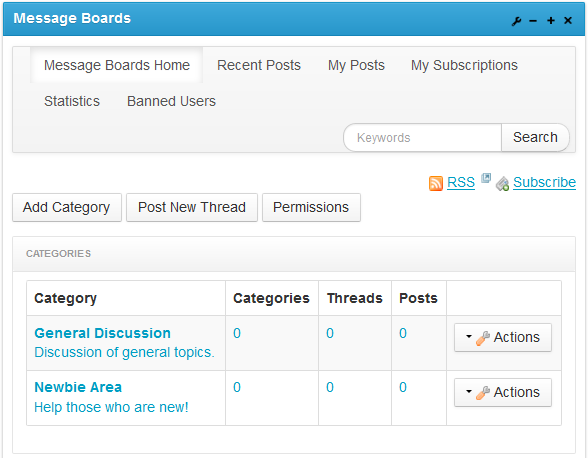 Message Boards
Message Boards Home Recent Posts My Posts My Subscriptions
Statistics Banned Users
Keywords Search
RSS Subscribe
Add Category Post New Thread Permissions
CATEGORIES
Category Categories Threads Posts
General Discussion 0 0 0 Actions
Discussion of general topics.
Newbie Area 0 0 0 Actions
Help those who are new!